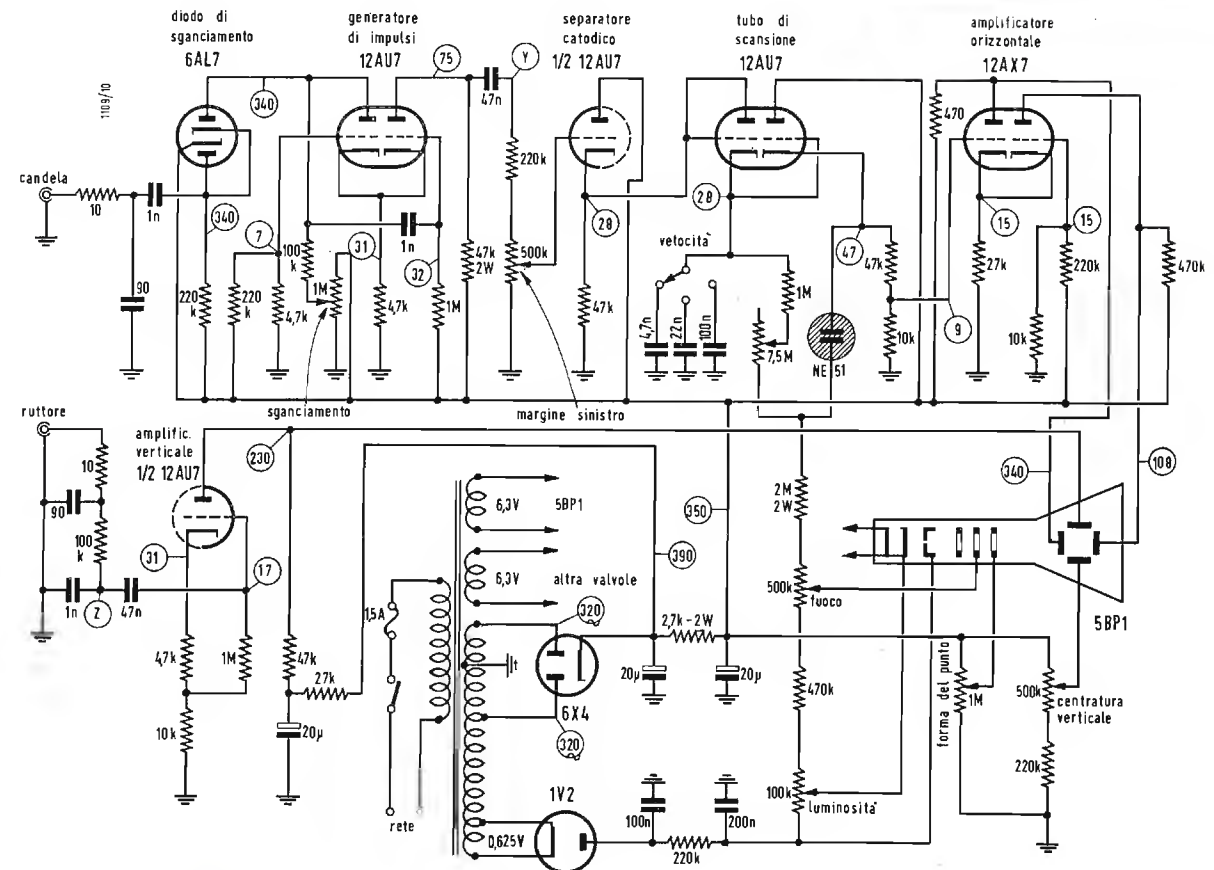 diodo di
sganciamento
6AL7
generatore
di impulsi
12AU7
separatore
catodico
1/2 12AU7
tubo di
scansione
12AU7
amplificatore
orizzontale
12AX7
1109/10
340
75
47n
Y
470
220k
candela
10
1n
340
7
100
k
1n
31
32
1M
47k
2W
500k
28
28
velocità
47
47k
15
15
90
220
k
220
k
4,7k
4,7k
1M
47k
4,7n
22n
100n
1M
7,5M
NE 51
10k
9
27k
10k
220k
470k
sganciamento
margine sinistro
ruttore
10
90
100
k
amplific.
verticale
1/2 12AU7
230
31
17
1n
Z
47n
4,7k
1M
47k
27k
10k
20µ
6,3V
5BP1
6,3V
altra valvole
1,5A
rete
320
6X4
320
390
2,7k-2W
350
20µ
20µ
2M
2W
500k
fuoco
470k
100k
luminosità
340
108
5BP1
forma del punto
1M
500k
centratura
verticale
220k
1V2
0,625V
100n
220k
200n